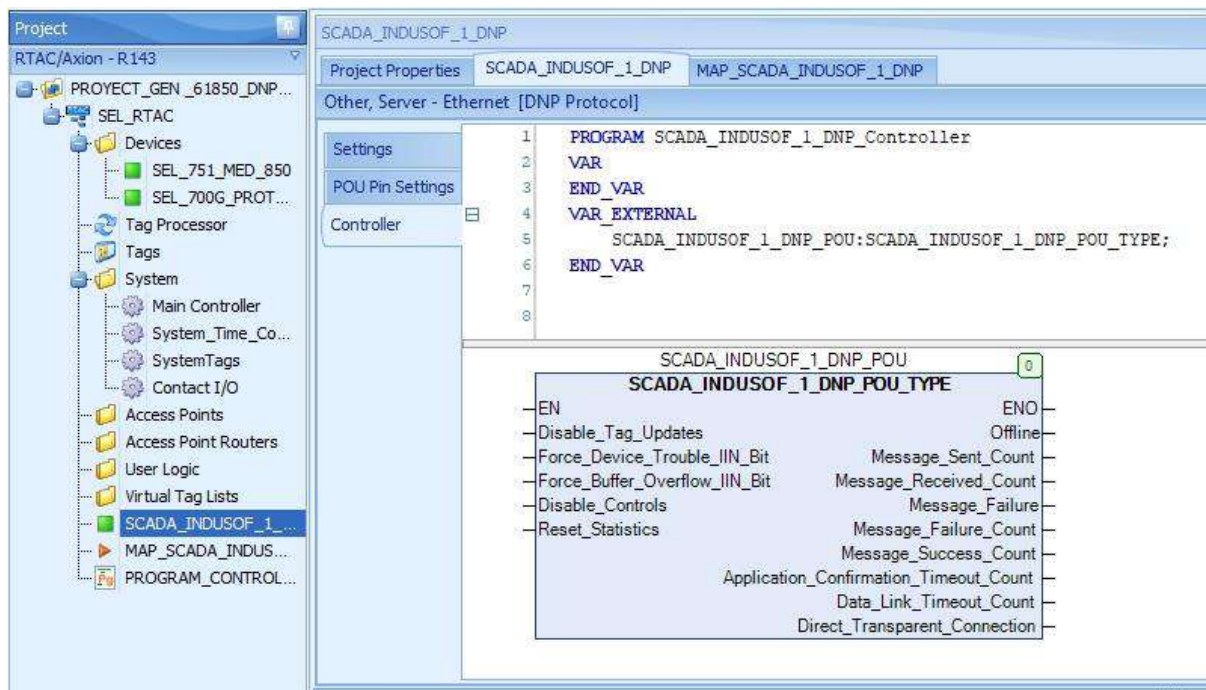 Project
RTAC/Axion - R143
PROYECT_GEN _61850_DNP...
SEL_RTAC
Devices
SEL_751_MED_850
SEL_700G_PROT...
Tag Processor
Tags
System
Main Controller
System_Time_Co...
SystemTags
Contact I/O
Access Points
Access Point Routers
User Logic
Virtual Tag Lists
SCADA_INDUSOF_1_...
MAP_SCADA_INDUS...
PROGRAM_CONTROL...
SCADA_INDUSOF_1_DNP
Project Properties SCADA_INDUSOF_1_DNP MAP_SCADA_INDUSOF_1_DNP
Other, Server - Ethernet [DNP Protocol]
Settings
POU Pin Settings
Controller
1 PROGRAM SCADA_INDUSOF_1_DNP_Controller
2 VAR
3 END_VAR
4 VAR_EXTERNAL
5 SCADA_INDUSOF_1_DNP_POU:SCADA_INDUSOF_1_DNP_POU_TYPE;
6 END_VAR
7
8
SCADA_INDUSOF_1_DNP_POU 0
SCADA_INDUSOF_1_DNP_POU_TYPE
EN ENO
Disable_Tag_Updates Offline
Force_Device_Trouble_IIN_Bit Message_Sent_Count
Force_Buffer_Overflow_IIN_Bit Message_Received_Count
Disable_Controls Message_Failure
Reset_Statistics Message_Failure_Count
Message_Success_Count
Application_Confirmation_Timeout_Count
Data_Link_Timeout_Count
Direct_Transparent_Connection